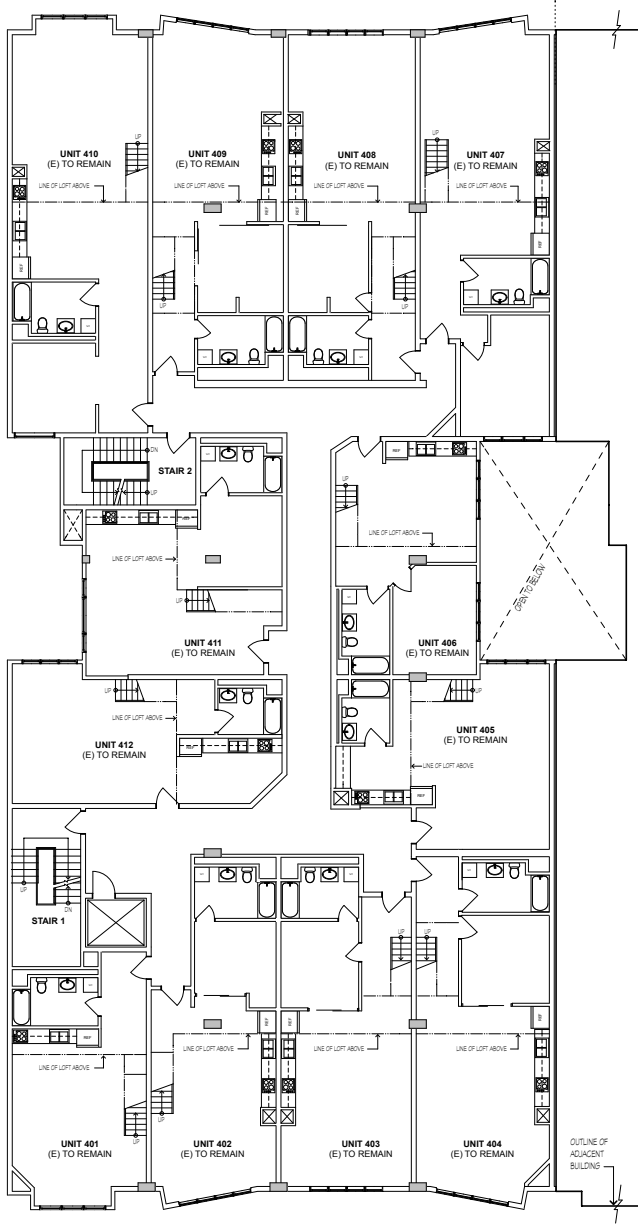 UP
UNIT 410
(E) TO REMAIN
LINE OF LOFT ABOVE
REF
UNIT 409
(E) TO REMAIN
LINE OF LOFT ABOVE
REF
UP
UNIT 408
(E) TO REMAIN
LINE OF LOFT ABOVE
REF
UP
UP
UNIT 407
(E) TO REMAIN
LINE OF LOFT ABOVE
REF
DN
STAIR 2
UP
REF
LINE OF LOFT ABOVE
UP
UNIT 411
(E) TO REMAIN
REF
UP
LINE OF LOFT ABOVE
UNIT 406
(E) TO REMAIN
OPEN TO BELOW
UP
LINE OF LOFT ABOVE
UNIT 412
(E) TO REMAIN
REF
UP
UNIT 405
(E) TO REMAIN
LINE OF LOFT ABOVE
REF
UP
DN
STAIR 1
REF
LINE OF LOFT ABOVE
UP
UNIT 401
(E) TO REMAIN
REF
LINE OF LOFT ABOVE
UP
UNIT 402
(E) TO REMAIN
UP
REF
LINE OF LOFT ABOVE
UNIT 403
(E) TO REMAIN
UP
REF
LINE OF LOFT ABOVE
UNIT 404
(E) TO REMAIN
OUTLINE OF
ADJACENT
BUILDING